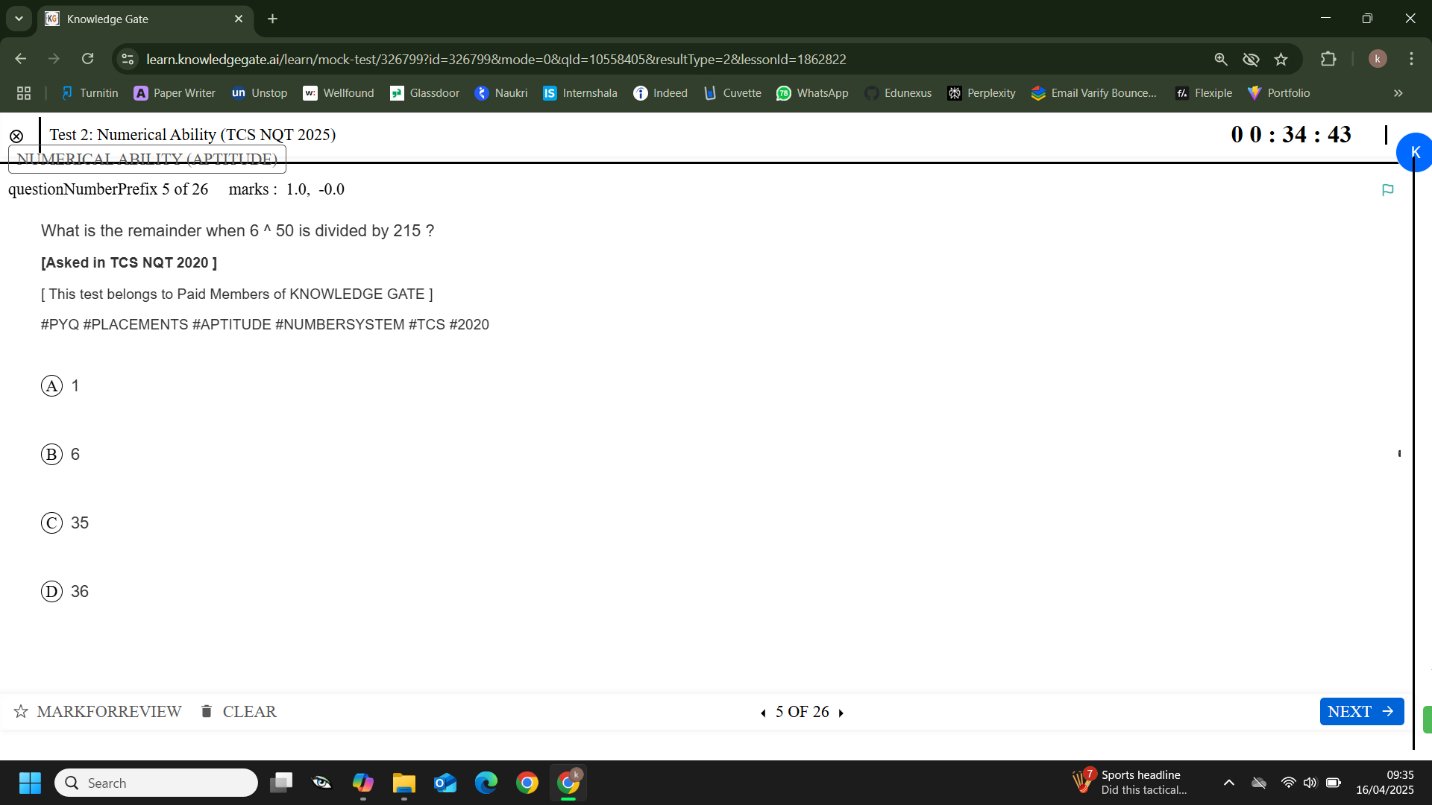 Knowledge Gate
learn.knowledgegate.ai/learn/mock-test/326799?id=326799&mode=0&qId=10558405&resultType=2&lessonId=1862822
k
Turnitin
A Paper Writer
un Unstop
w: Wellfound
Glassdoor
Naukri
IS Internshala
Indeed
Cuvette
WhatsApp
Edunexus
Perplexity
Email Varify Bounce...
f/. Flexiple
Portfolio
»
Test 2: Numerical Ability (TCS NQT 2025)
0 0 : 34 : 43
K
NUMERICAL ABILITY (APTITUDE)
questionNumberPrefix 5 of 26 marks : 1.0, -0.0
What is the remainder when 6 ^ 50 is divided by 215 ?
[Asked in TCS NQT 2020 ]
[ This test belongs to Paid Members of KNOWLEDGE GATE ]
#PYQ #PLACEMENTS #APTITUDE #NUMBERSYSTEM #TCS #2020
A 1
B 6
C 35
D 36
MARKFORREVIEW
CLEAR
5 OF 26
NEXT
Search
7
Sports headline
Did this tactical...
09:35
16/04/2025